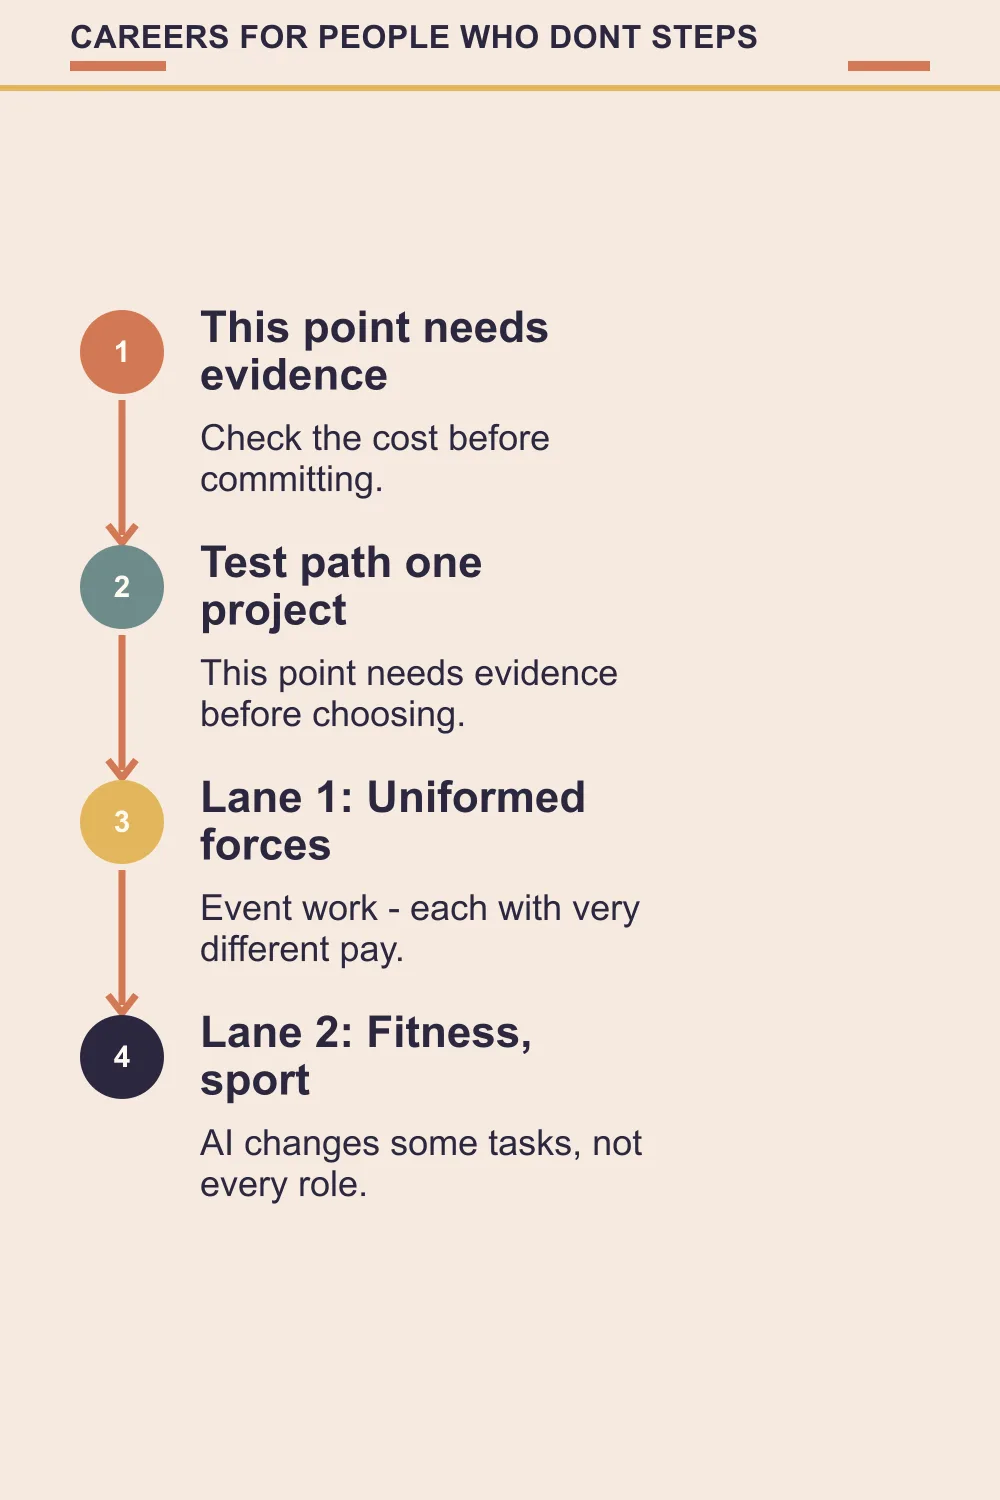 CAREERS FOR PEOPLE WHO DONT STEPS
1
This point needs
evidence
Check the cost before
committing.
2
Test path one
project
This point needs evidence
before choosing.
3
Lane 1: Uniformed
forces
Event work - each with very
different pay.
4
Lane 2: Fitness,
sport
AI changes some tasks, not
every role.